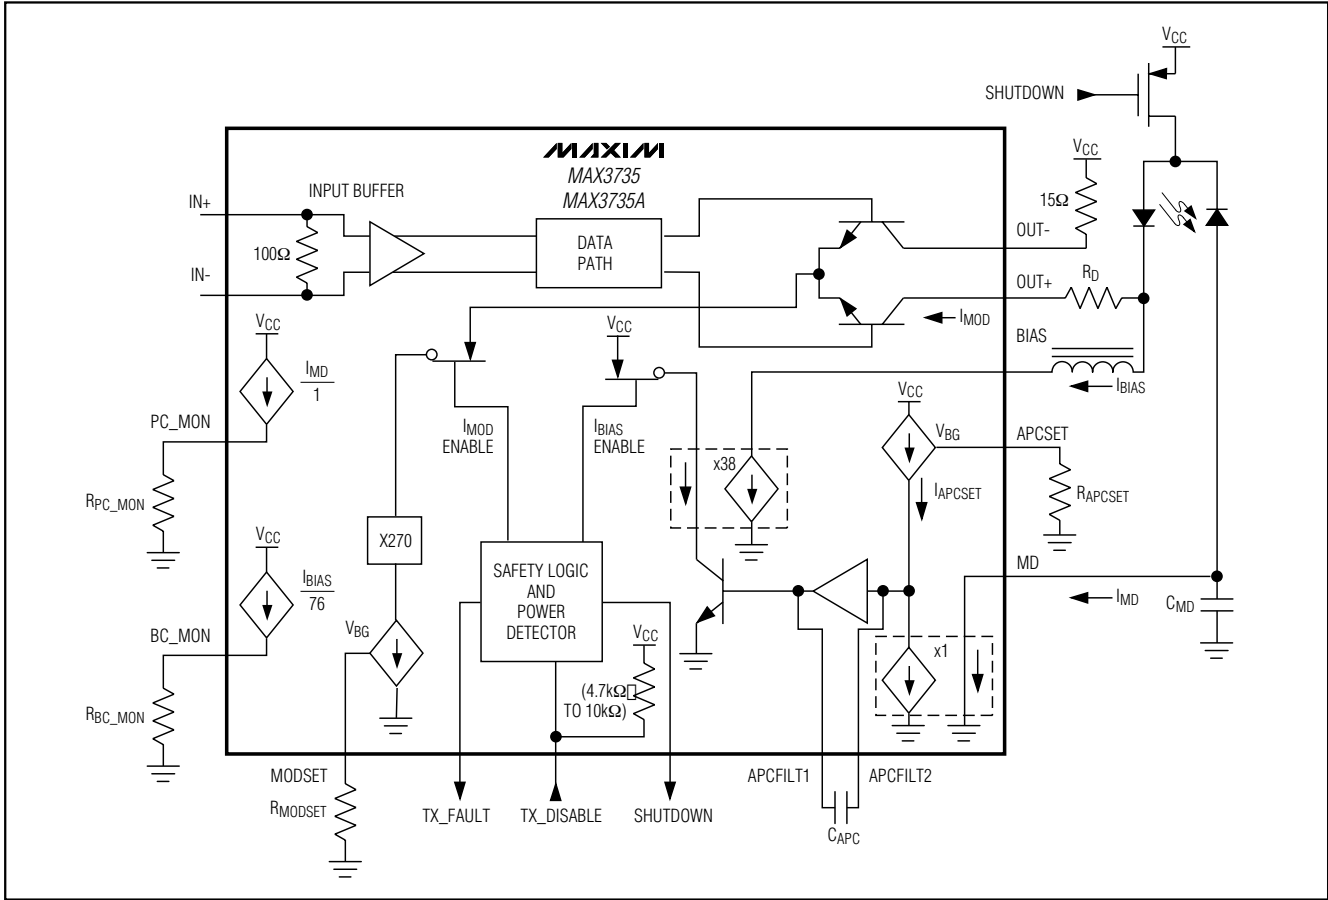 VCC
SHUTDOWN
MAXIM
MAX3735
MAX3735A
VCC
15Ω
INPUT BUFFER
IN+
100Ω
DATA
PATH
OUT-
IN-
OUT+
RD
IMOD
VCC
VCC
BIAS
IBIAS
IMD
1
VCC
PC_MON
IMOD
ENABLE
IBIAS
ENABLE
VBG
APCSET
x38
IAPCSET
RAPCSET
RPC_MON
X270
VCC
SAFETY LOGIC
AND
POWER
DETECTOR
MD
IMD
CMD
IBIAS
76
BC_MON
VBG
VCC
x1
RBC_MON
(4.7kΩ
TO 10kΩ)
MODSET
RMODSET
TX_FAULT
TX_DISABLE
SHUTDOWN
APCFILT1
APCFILT2
CAPC